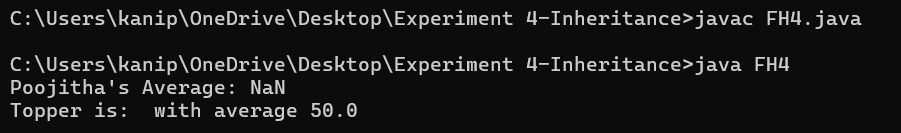 C:\Users\kanip\OneDrive\Desktop\Experiment 4-Inheritance>javac FH4.java
C:\Users\kanip\OneDrive\Desktop\Experiment 4-Inheritance>java FH4
Poojitha's Average: NaN
Topper is:  with average 50.0